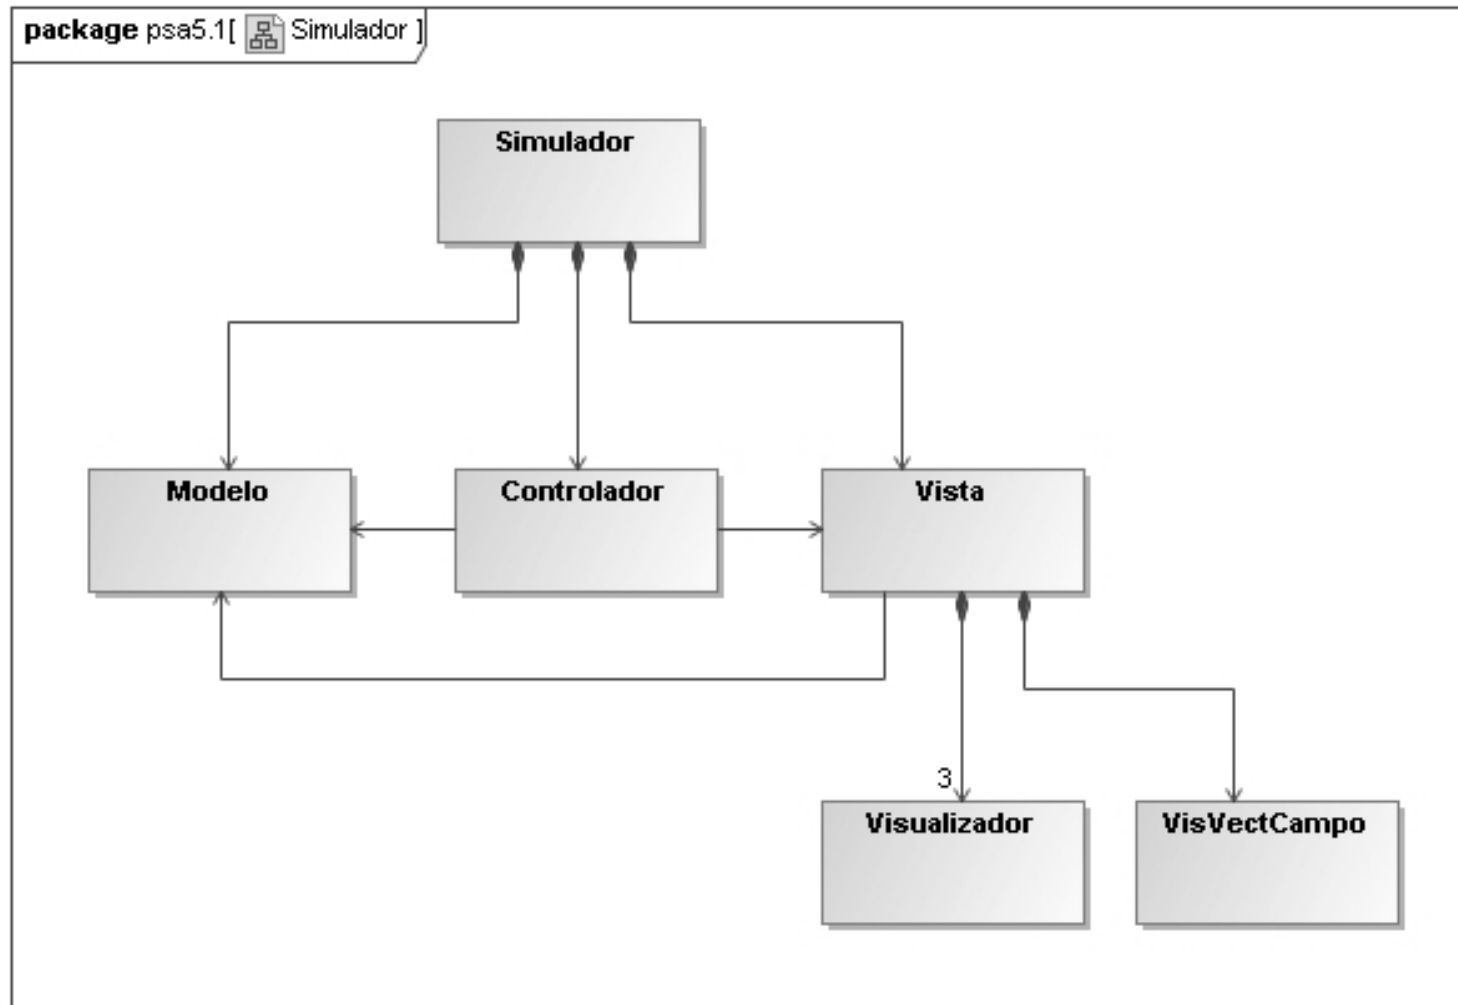 package psa5.1[ Simulador ]
Simulador
Modelo
Controlador
Vista
3
Visualizador
VisVectCampo